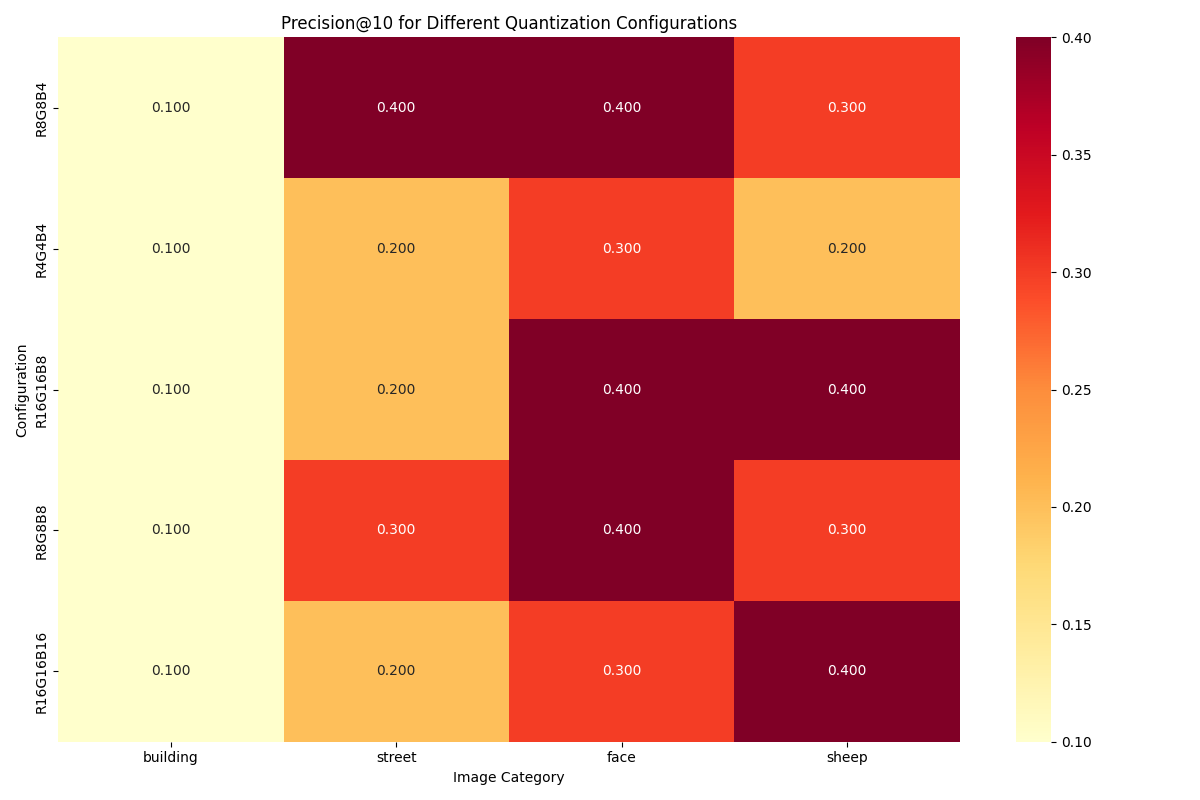 Precision@10 for Different Quantization Configurations
Configuration
R8G8B4
0.100 0.400 0.400 0.300
R4G4B4
0.100 0.200 0.300 0.200
R16G16B8
0.100 0.200 0.400 0.400
R8G8B8
0.100 0.300 0.400 0.300
R16G16B16
0.100 0.200 0.300 0.400
building street face sheep
Image Category
0.40
0.35
0.30
0.25
0.20
0.15
0.10